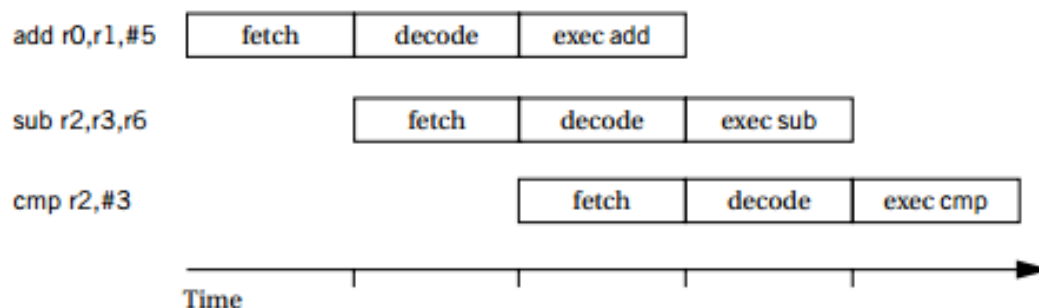 add r0,r1,#5 fetch decode exec add
sub r2,r3,r6 fetch decode exec sub
cmp r2,#3 fetch decode exec cmp
Time